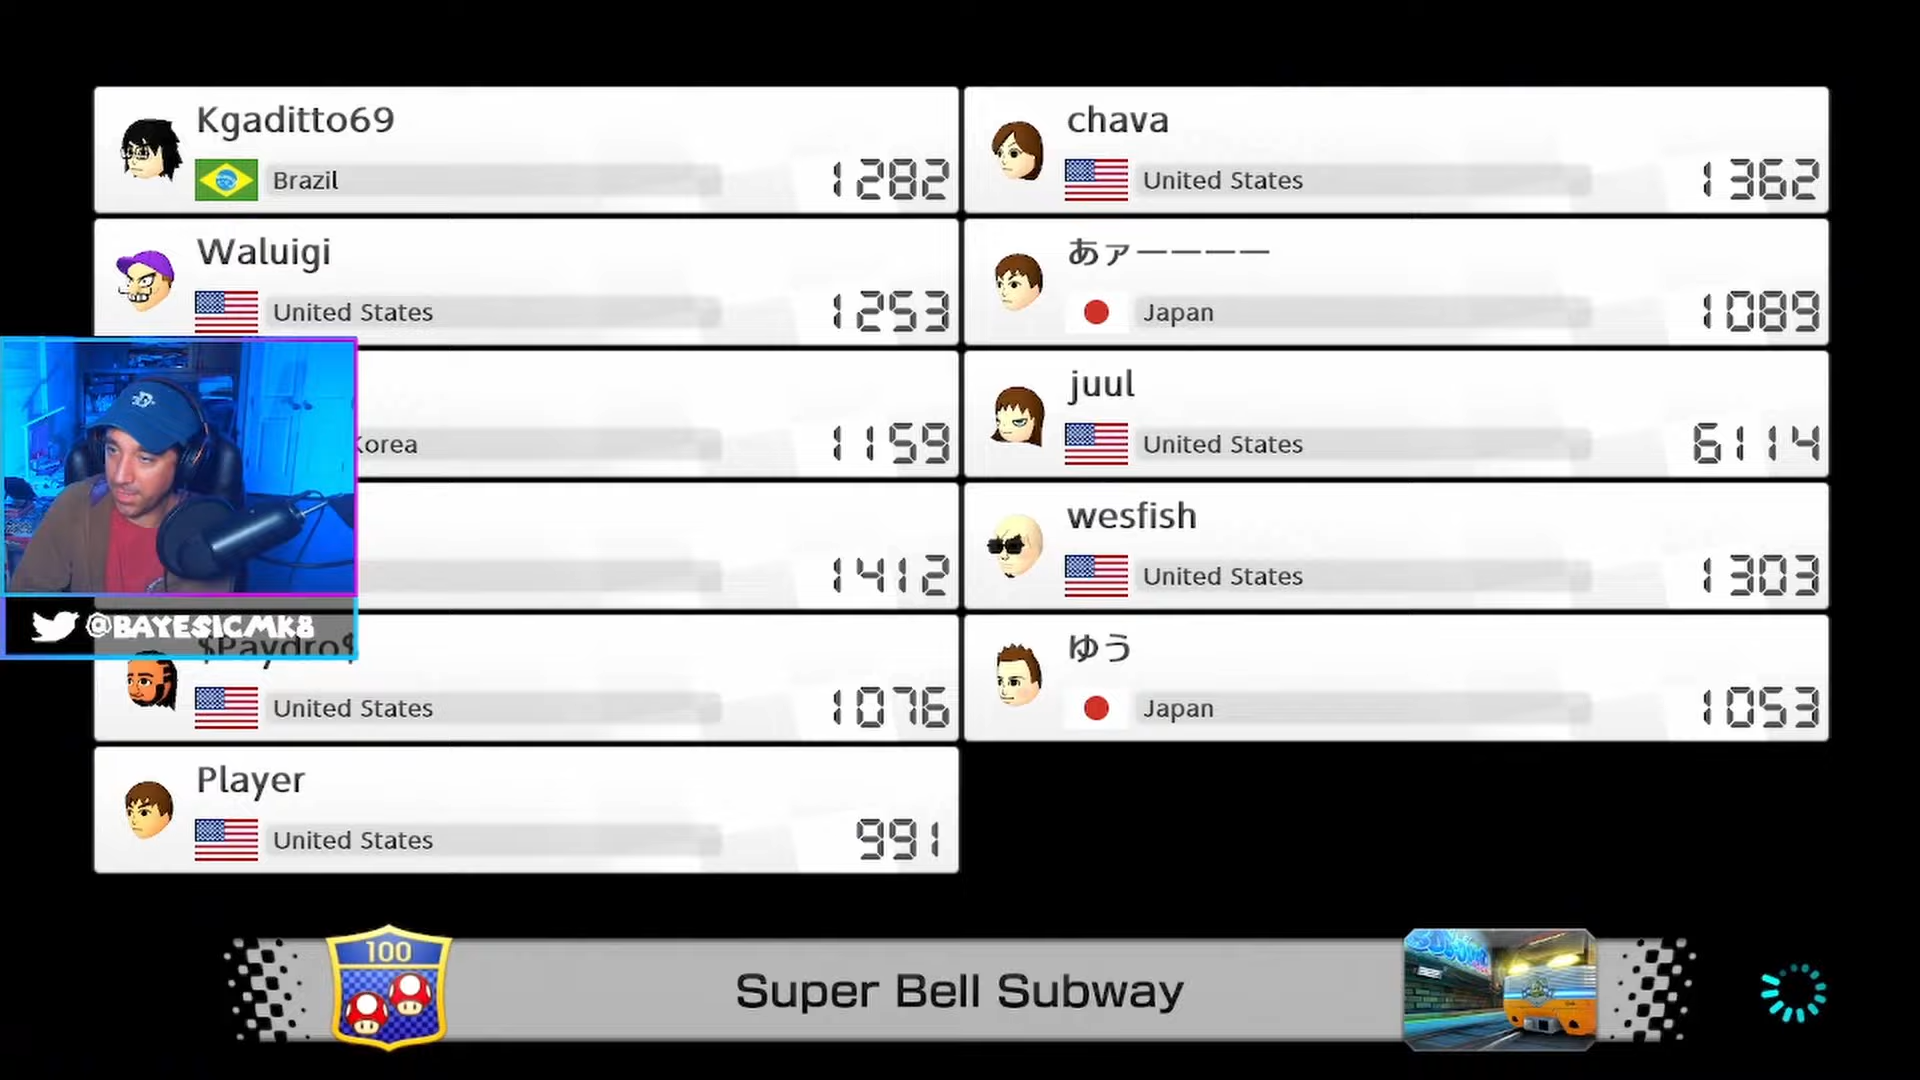 Kgaditto69
Brazil
1282
chava
United States
1362
Waluigi
United States
1253
あァーーーー
Japan
1089
Korea
1159
juul
United States
6114
1412
wesfish
United States
1303
@BAYESICMK8
$Paydro$
United States
1076
ゆう
Japan
1053
Player
United States
991
100
Super Bell Subway